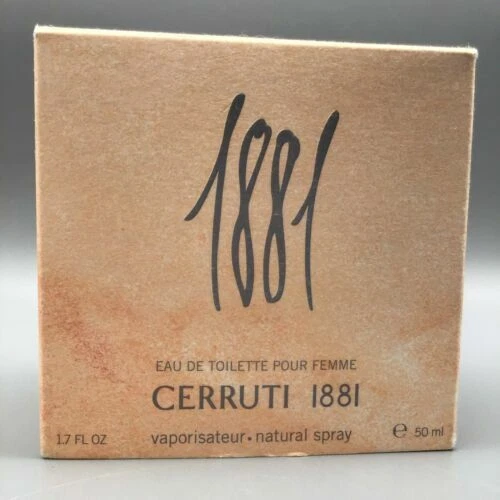 1881
EAU DE TOILETTE POUR FEMME
CERRUTI 1881
1.7 FL OZ vaporisateur • natural spray ℮ 50 ml